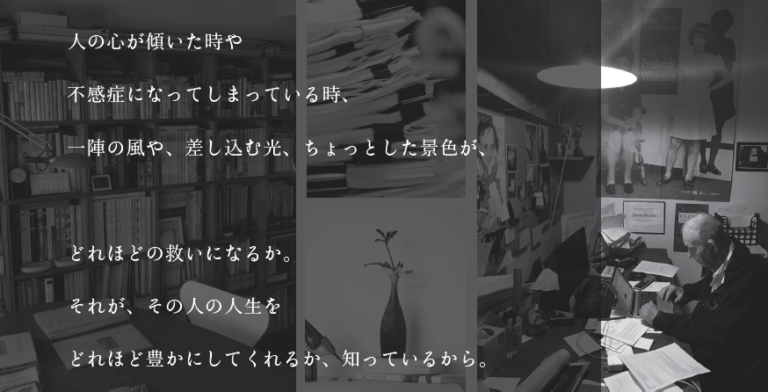 人の心が傾いた時や
不感症になってしまっている時、
一陣の風や、差し込む光、ちょっとした景色が、
どれほどの救いになるか。
それが、その人の人生を
どれほど豊かにしてくれるか、知っているから。